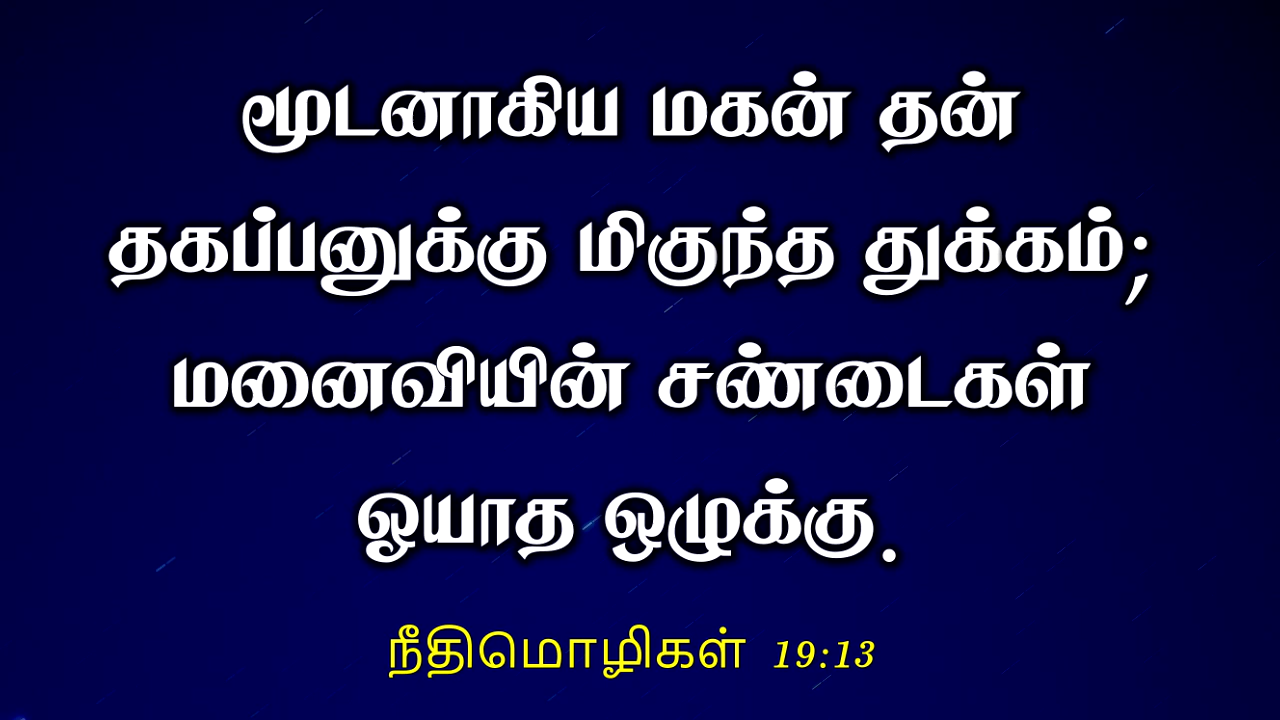 மூடனாகிய மகன் தன்
தகப்பனுக்கு மிகுந்த துக்கம்;
மனைவியின் சண்டைகள்
ஓயாத ஒழுக்கு.
நீதிமொழிகள் 19:13